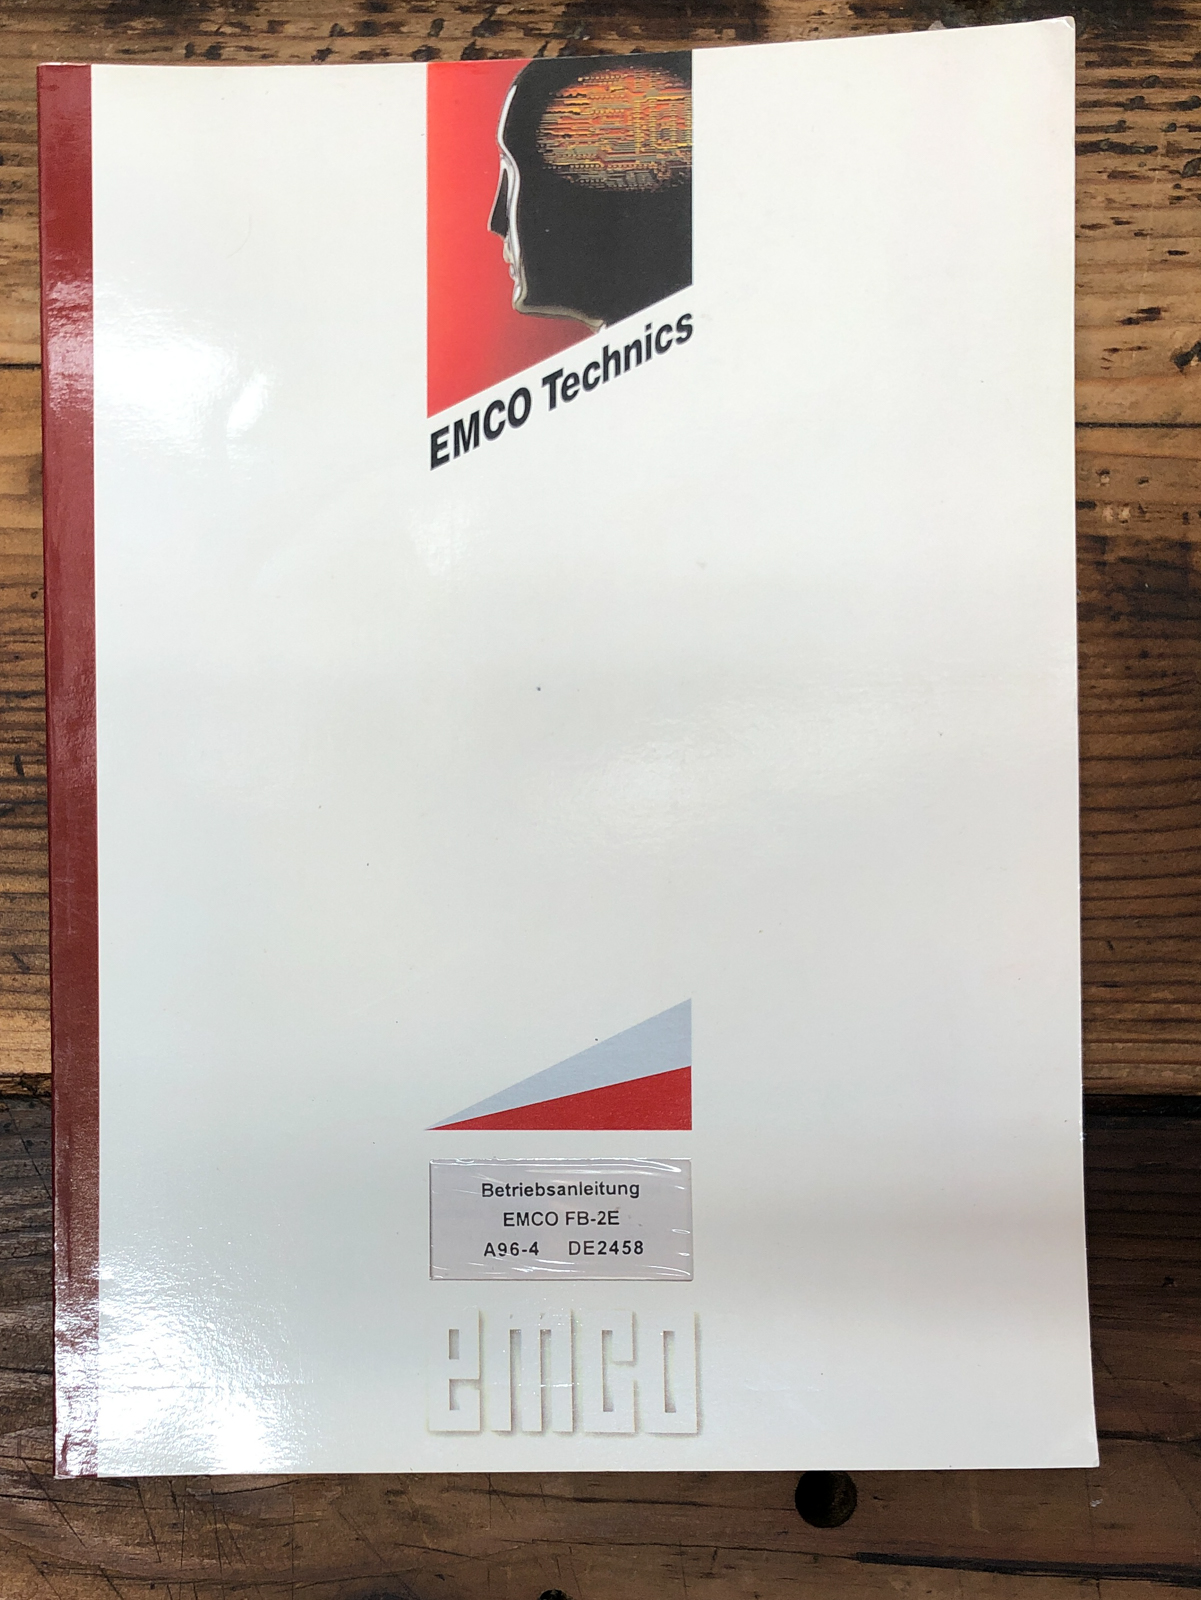 EMCO Technics
Betriebsanleitung
EMCO FB-2E
A96-4 DE2458
emco